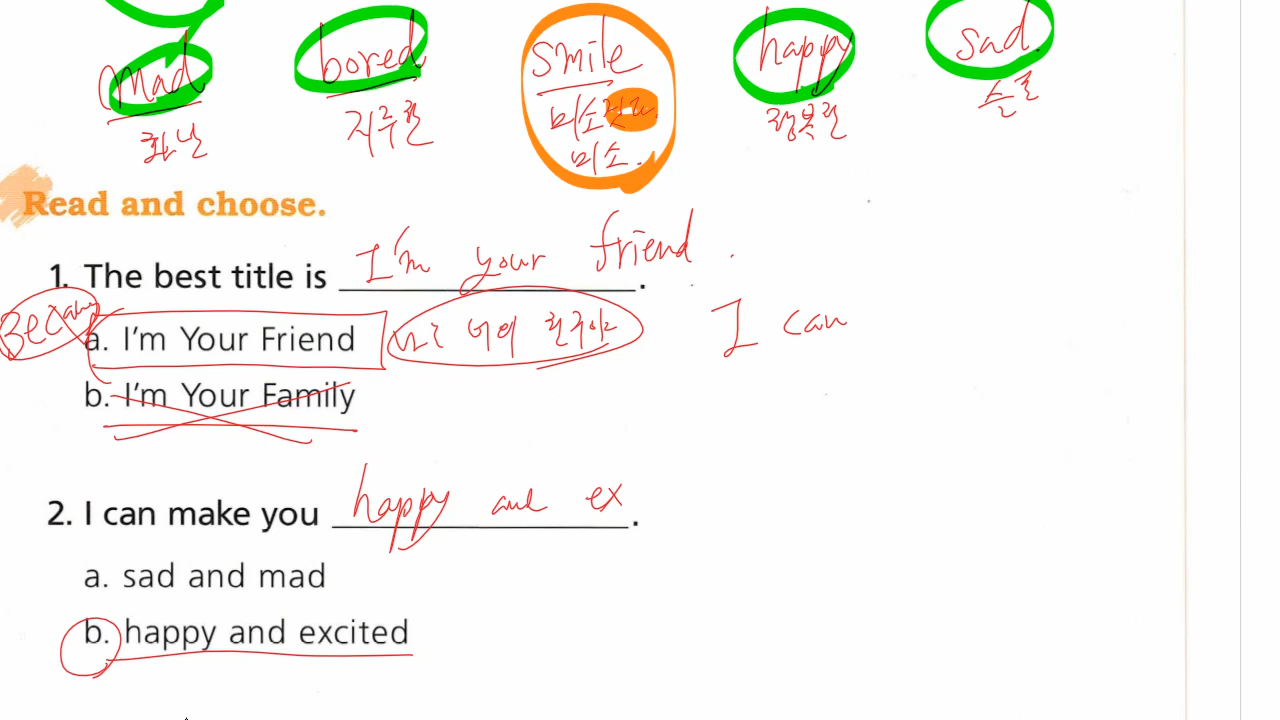 mad bored smile happy sad.
화난 지루한 미소 행복한 슬픈
미소.
Read and choose.
1. The best title is I'm your friend.
Because a. I'm Your Friend 나는 너의 친구야 I can
b. I'm Your Family
2. I can make you happy and ex.
a. sad and mad
b. happy and excited